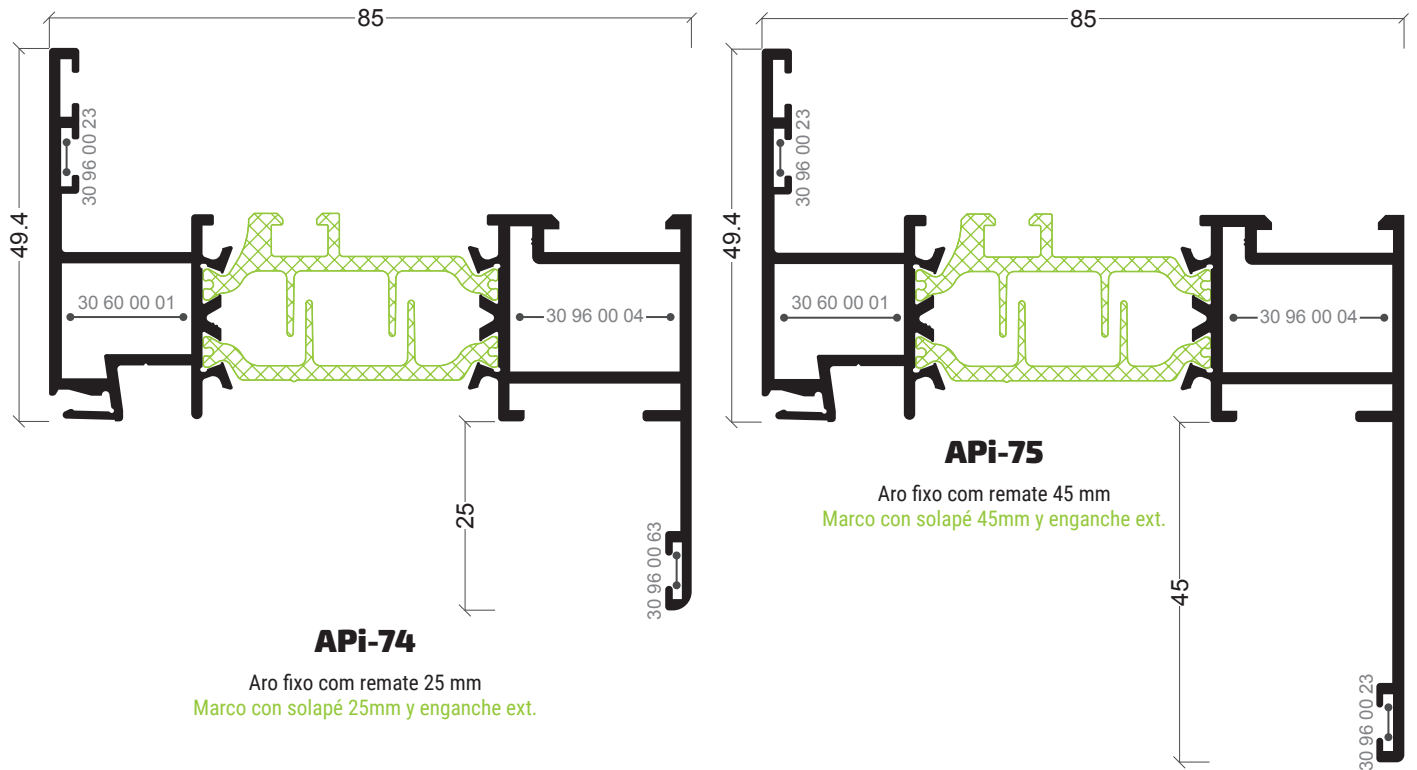 85
49.4
30 96 00 23
30 60 00 01
30 96 00 04
25
30 96 00 63
APi-74
Aro fixo com remate 25 mm
Marco con solapé 25mm y enganche ext.
85
49.4
30 96 00 23
30 60 00 01
30 96 00 04
APi-75
Aro fixo com remate 45 mm
Marco con solapé 45mm y enganche ext.
45
30 96 00 23